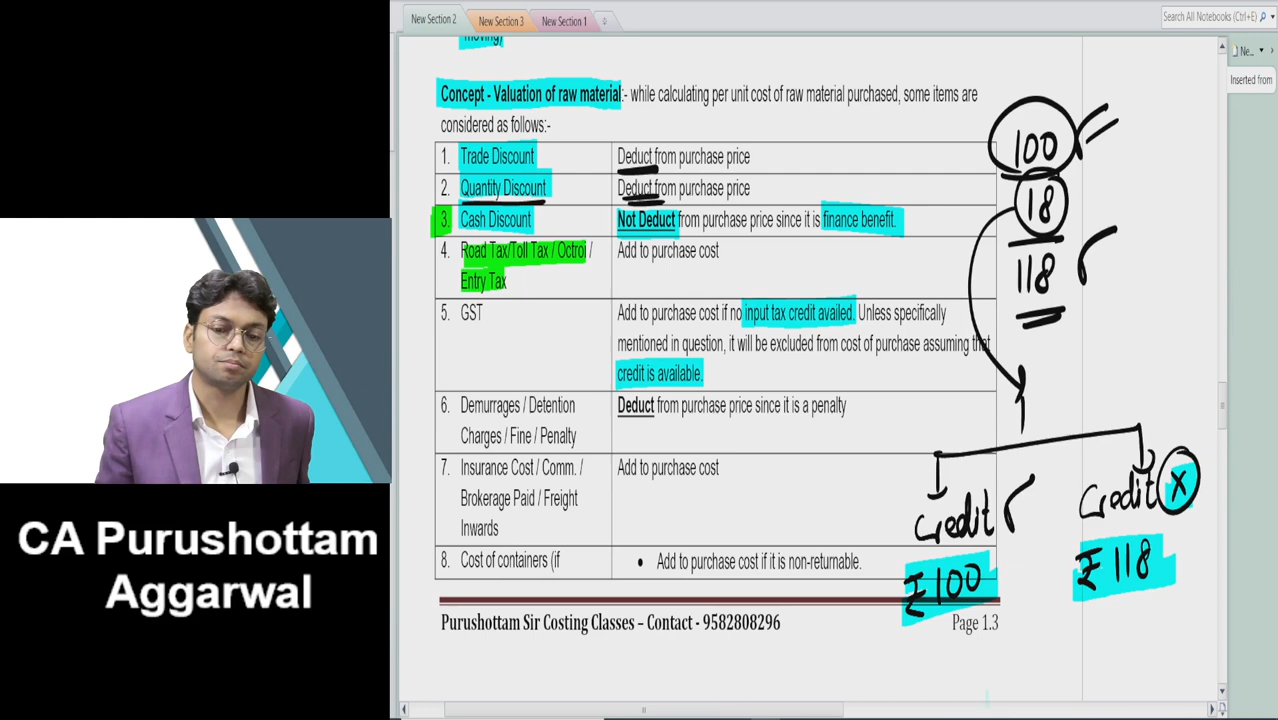 New Section 2
New Section 3
New Section 1
Search All Notebooks (Ctrl+E)
Ne...
Inserted from
moving)
Concept - Valuation of raw material:- while calculating per unit cost of raw material purchased, some items are
considered as follows:-
1. Trade Discount
Deduct from purchase price
2. Quantity Discount
Deduct from purchase price
3. Cash Discount
Not Deduct from purchase price since it is finance benefit.
4. Road Tax/Toll Tax / Octroi /
Entry Tax
Add to purchase cost
5. GST
Add to purchase cost if no input tax credit availed. Unless specifically
mentioned in question, it will be excluded from cost of purchase assuming that
credit is available.
6. Demurrages / Detention
Charges / Fine / Penalty
Deduct from purchase price since it is a penalty
7. Insurance Cost / Comm. /
Brokerage Paid / Freight
Inwards
Add to purchase cost
8. Cost of containers (if
• Add to purchase cost if it is non-returnable.
Purushottam Sir Costing Classes – Contact - 9582808296
Page 1.3
100
18
118
Credit
₹100
Credit X
₹ 118
CA Purushottam
Aggarwal